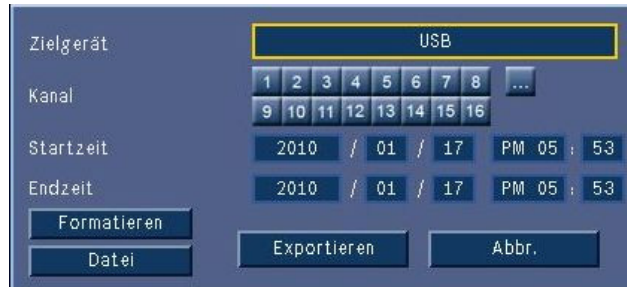 Zielgerät USB
Kanal 1 2 3 4 5 6 7 8 ...
9 10 11 12 13 14 15 16
Startzeit 2010 / 01 / 17 PM 05 : 53
Endzeit 2010 / 01 / 17 PM 05 : 53
Formatieren
Datei Exportieren Abbr.